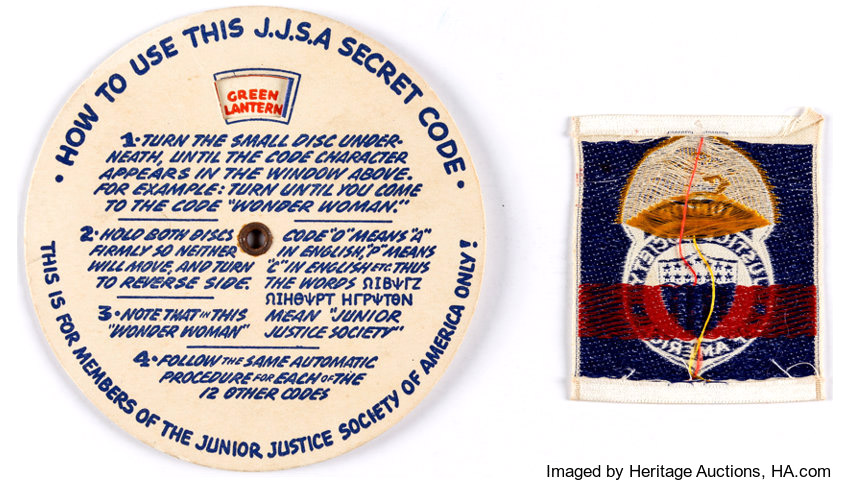 • HOW TO USE THIS J.J.S.A SECRET CODE •
GREEN
LANTERN
1• TURN THE SMALL DISC UNDER-
NEATH, UNTIL THE CODE CHARACTER
APPEARS IN THE WINDOW ABOVE.
FOR EXAMPLE: TURN UNTIL YOU COME
TO THE CODE "WONDER WOMAN."
2• HOLD BOTH DISCS
FIRMLY SO NEITHER
WILL MOVE, AND TURN
TO REVERSE SIDE.
3• NOTE THAT IN THIS
"WONDER WOMAN"
CODE "O" MEANS "A"
IN ENGLISH, "P" MEANS
"C" IN ENGLISH ETC. THUS
THE WORDS ΩΙΒΨΓΖ
ΩΙΗΘΨΡΤ ΗΓΡΨΤΘΝ
MEAN "JUNIOR
JUSTICE SOCIETY"
4• FOLLOW THE SAME AUTOMATIC
PROCEDURE FOR EACH OF THE
12 OTHER CODES
THIS IS FOR MEMBERS OF THE JUNIOR JUSTICE SOCIETY OF AMERICA ONLY!
Imaged by Heritage Auctions, HA.com